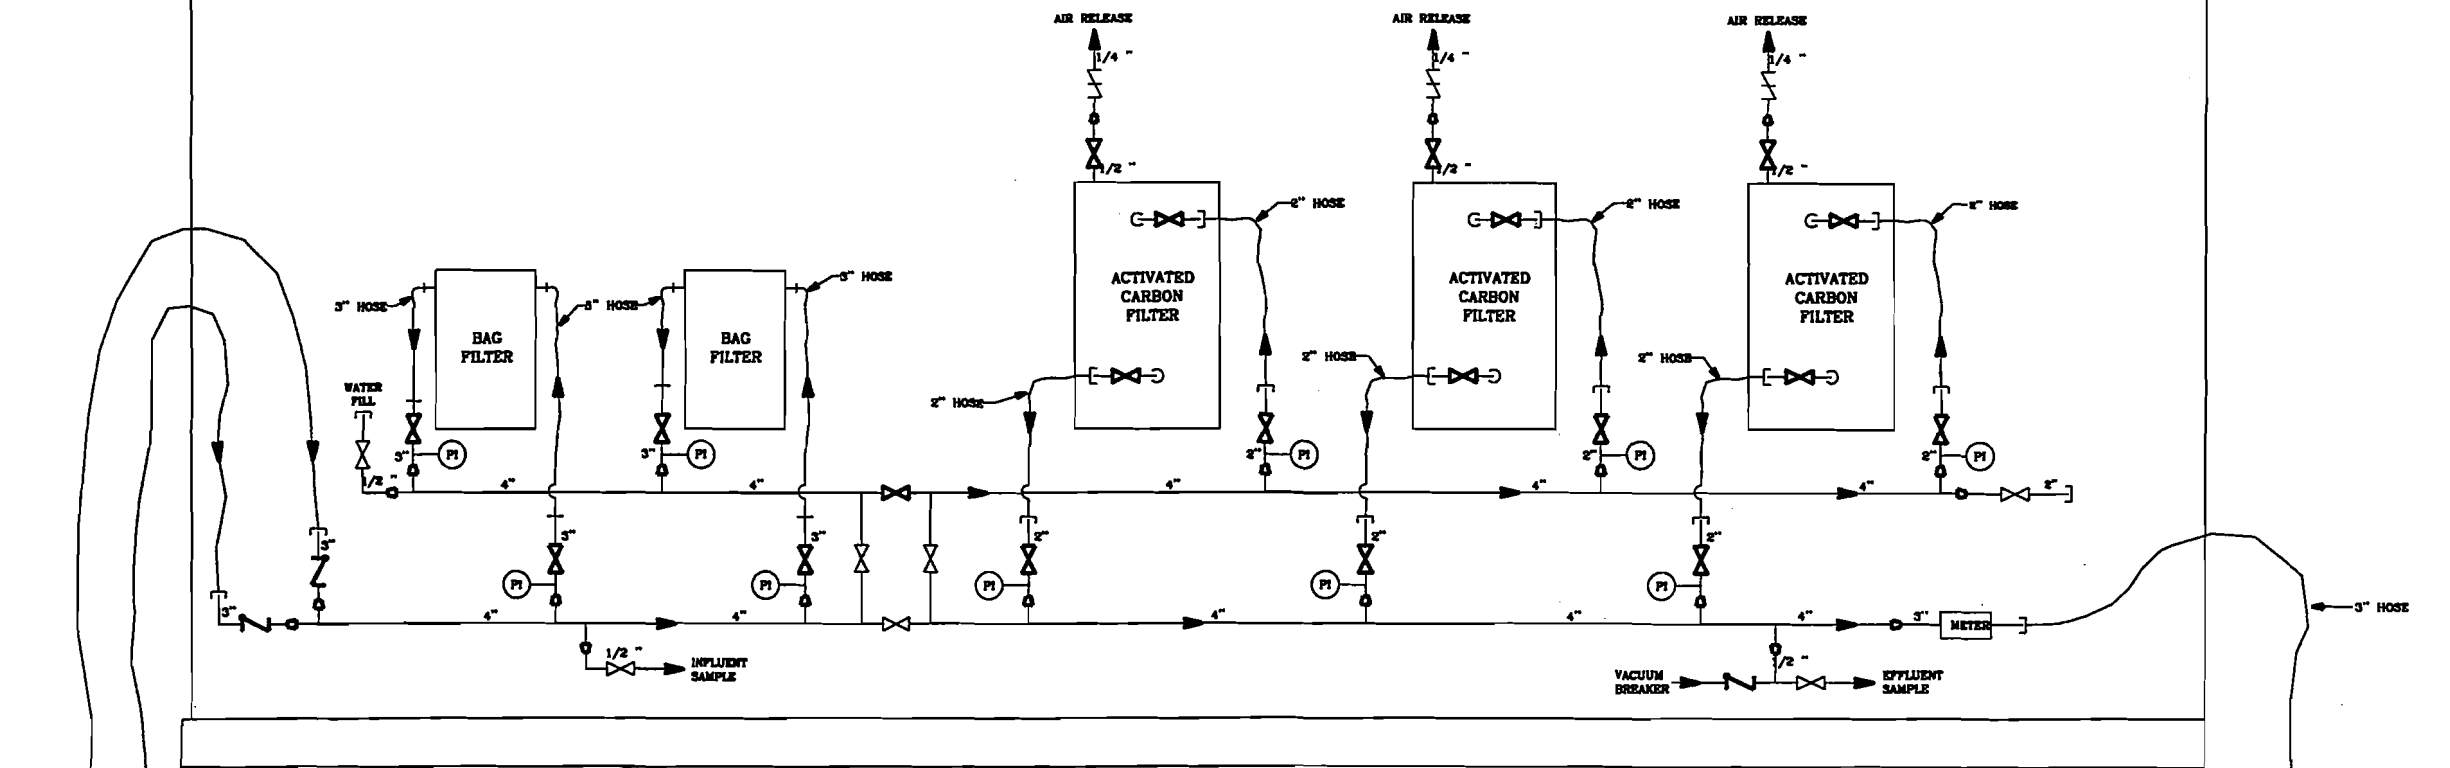 AIR RELEASE
AIR RELEASE
AIR RELEASE
1/4 "
1/4 "
1/4 "
1/2 "
1/2 "
1/2 "
2" HOSE
2" HOSE
2" HOSE
3" HOSE
3" HOSE
3" HOSE
ACTIVATED
CARBON
FILTER
ACTIVATED
CARBON
FILTER
ACTIVATED
CARBON
FILTER
BAG
FILTER
BAG
FILTER
2" HOSE
2" HOSE
2" HOSE
WATER
FILL
3"
PI
3"
PI
2"
PI
2"
PI
2"
PI
1/2 "
4"
4"
4"
4"
4"
2"
3"
3"
3"
2"
2"
2"
PI
PI
PI
PI
PI
3"
4"
4"
4"
4"
4"
3"
METER
3" HOSE
1/2 "
INFLUENT
SAMPLE
1/2 "
VACUUM
BREAKER
EFFLUENT
SAMPLE